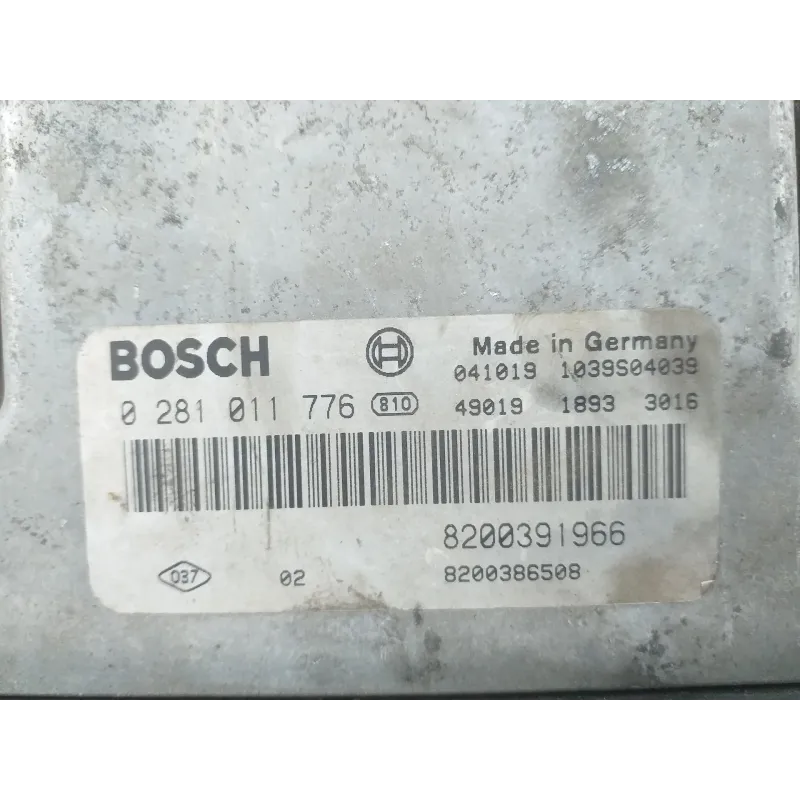 BOSCH
Made in Germany
041019 1039S04039
0 281 011 776 810 49019 1893 3016
8200391966
037 02 8200386508